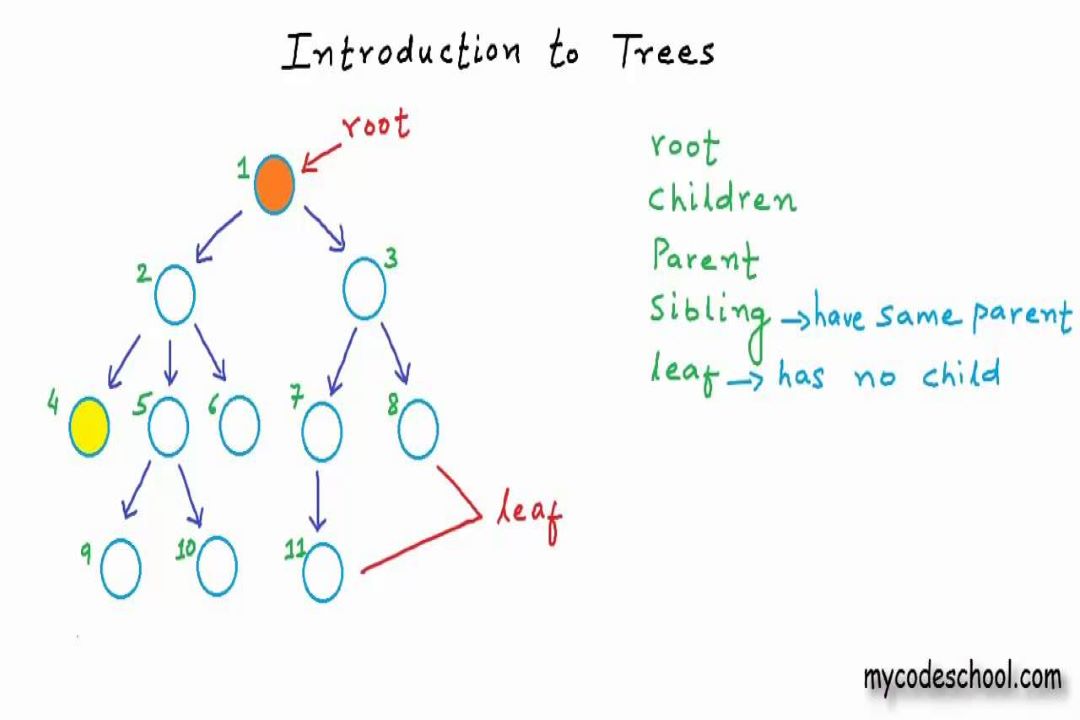 Introduction to Trees
root
1
2
3
4
5
6
7
8
9
10
11
leaf
root
Children
Parent
Sibling → have same parent
leaf → has no child
mycodeschool.com